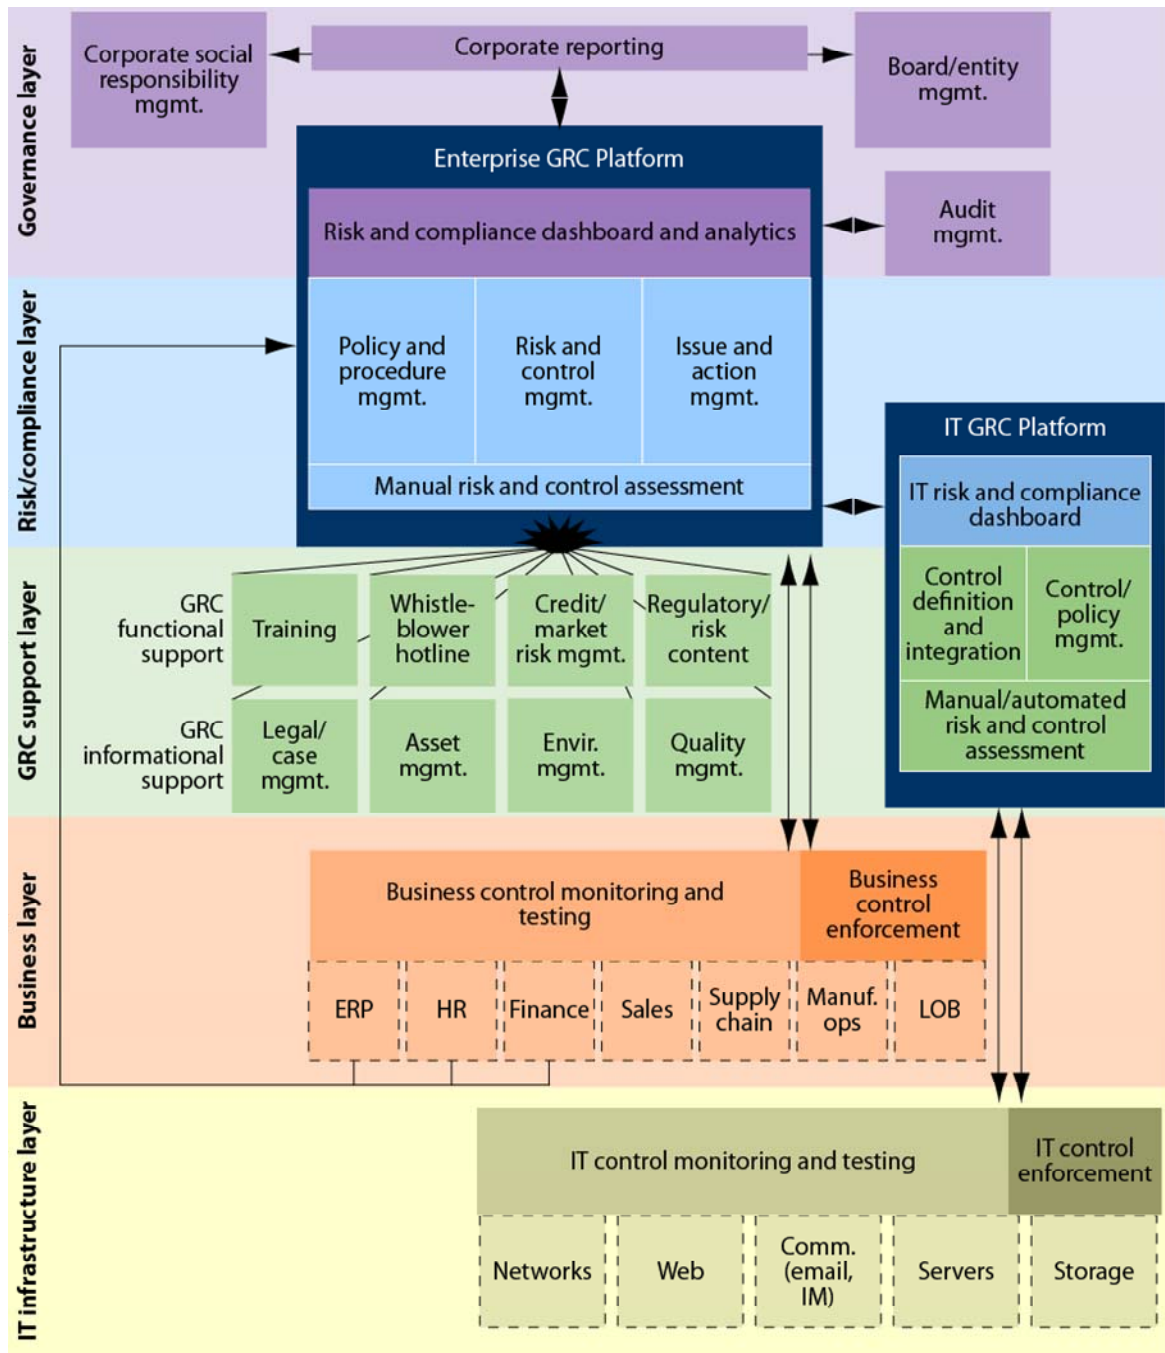 Governance layer
Corporate social
responsibility
mgmt.
Corporate reporting
Board/entity
mgmt.
Enterprise GRC Platform
Risk and compliance dashboard and analytics
Audit
mgmt.
Risk/compliance layer
Policy and
procedure
mgmt.
Risk and
control
mgmt.
Issue and
action
mgmt.
Manual risk and control assessment
IT GRC Platform
IT risk and compliance
dashboard
Control
definition
and
integration
Control/
policy
mgmt.
Manual/automated
risk and control
assessment
GRC support layer
GRC
functional
support
Training
Whistle-
blower
hotline
Credit/
market
risk mgmt.
Regulatory/
risk
content
GRC
informational
support
Legal/
case
mgmt.
Asset
mgmt.
Envir.
mgmt.
Quality
mgmt.
Business layer
Business control monitoring and
testing
Business
control
enforcement
ERP
HR
Finance
Sales
Supply
chain
Manuf.
ops
LOB
IT infrastructure layer
IT control monitoring and testing
IT control
enforcement
Networks
Web
Comm.
(email,
IM)
Servers
Storage